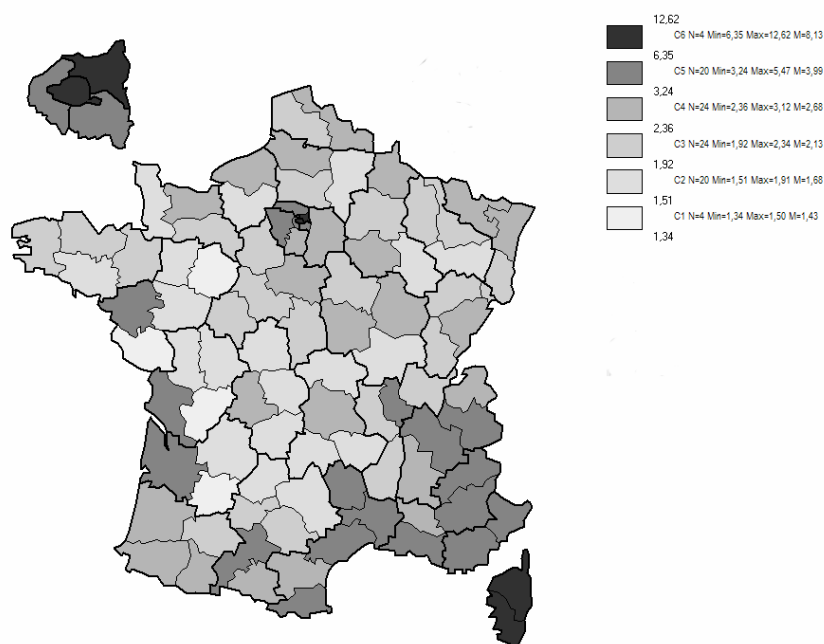 12,62
C6 N=4 Min=6,35 Max=12,62 M=8,13
6,35
C5 N=20 Min=3,24 Max=5,47 M=3,99
3,24
C4 N=24 Min=2,36 Max=3,12 M=2,68
2,36
C3 N=24 Min=1,92 Max=2,34 M=2,13
1,92
C2 N=20 Min=1,51 Max=1,91 M=1,68
1,51
C1 N=4 Min=1,34 Max=1,50 M=1,43
1,34